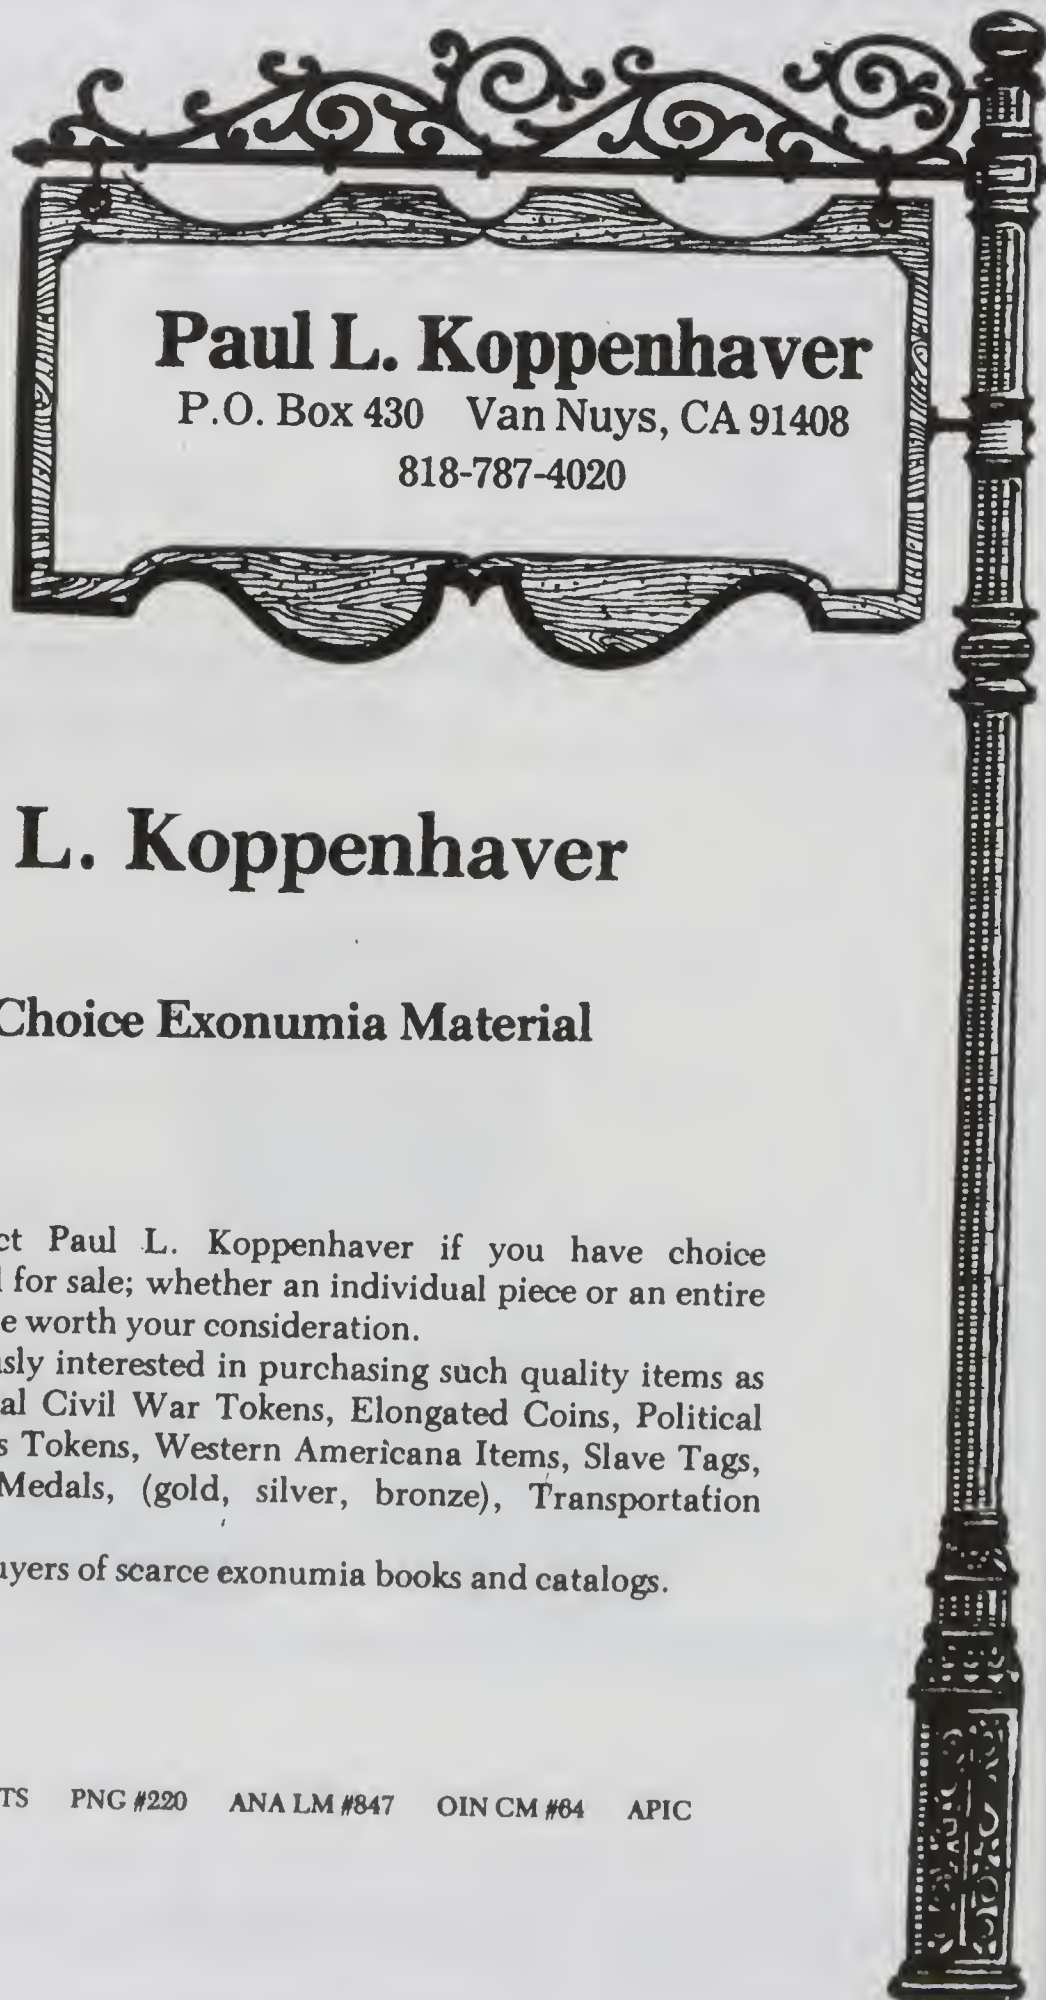 Paul L. Koppenhaver
P.O. Box 430 Van Nuys, CA 91408
818-787-4020
L. Koppenhaver
Choice Exonumia Material
ct Paul L. Koppenhaver if you have choice
l for sale; whether an individual piece or an entire
e worth your consideration.
usly interested in purchasing such quality items as
al Civil War Tokens, Elongated Coins, Political
s Tokens, Western Americana Items, Slave Tags,
Medals, (gold, silver, bronze), Transportation
uyers of scarce exonumia books and catalogs.
TS PNG #220 ANA LM #847 OIN CM #64 APIC